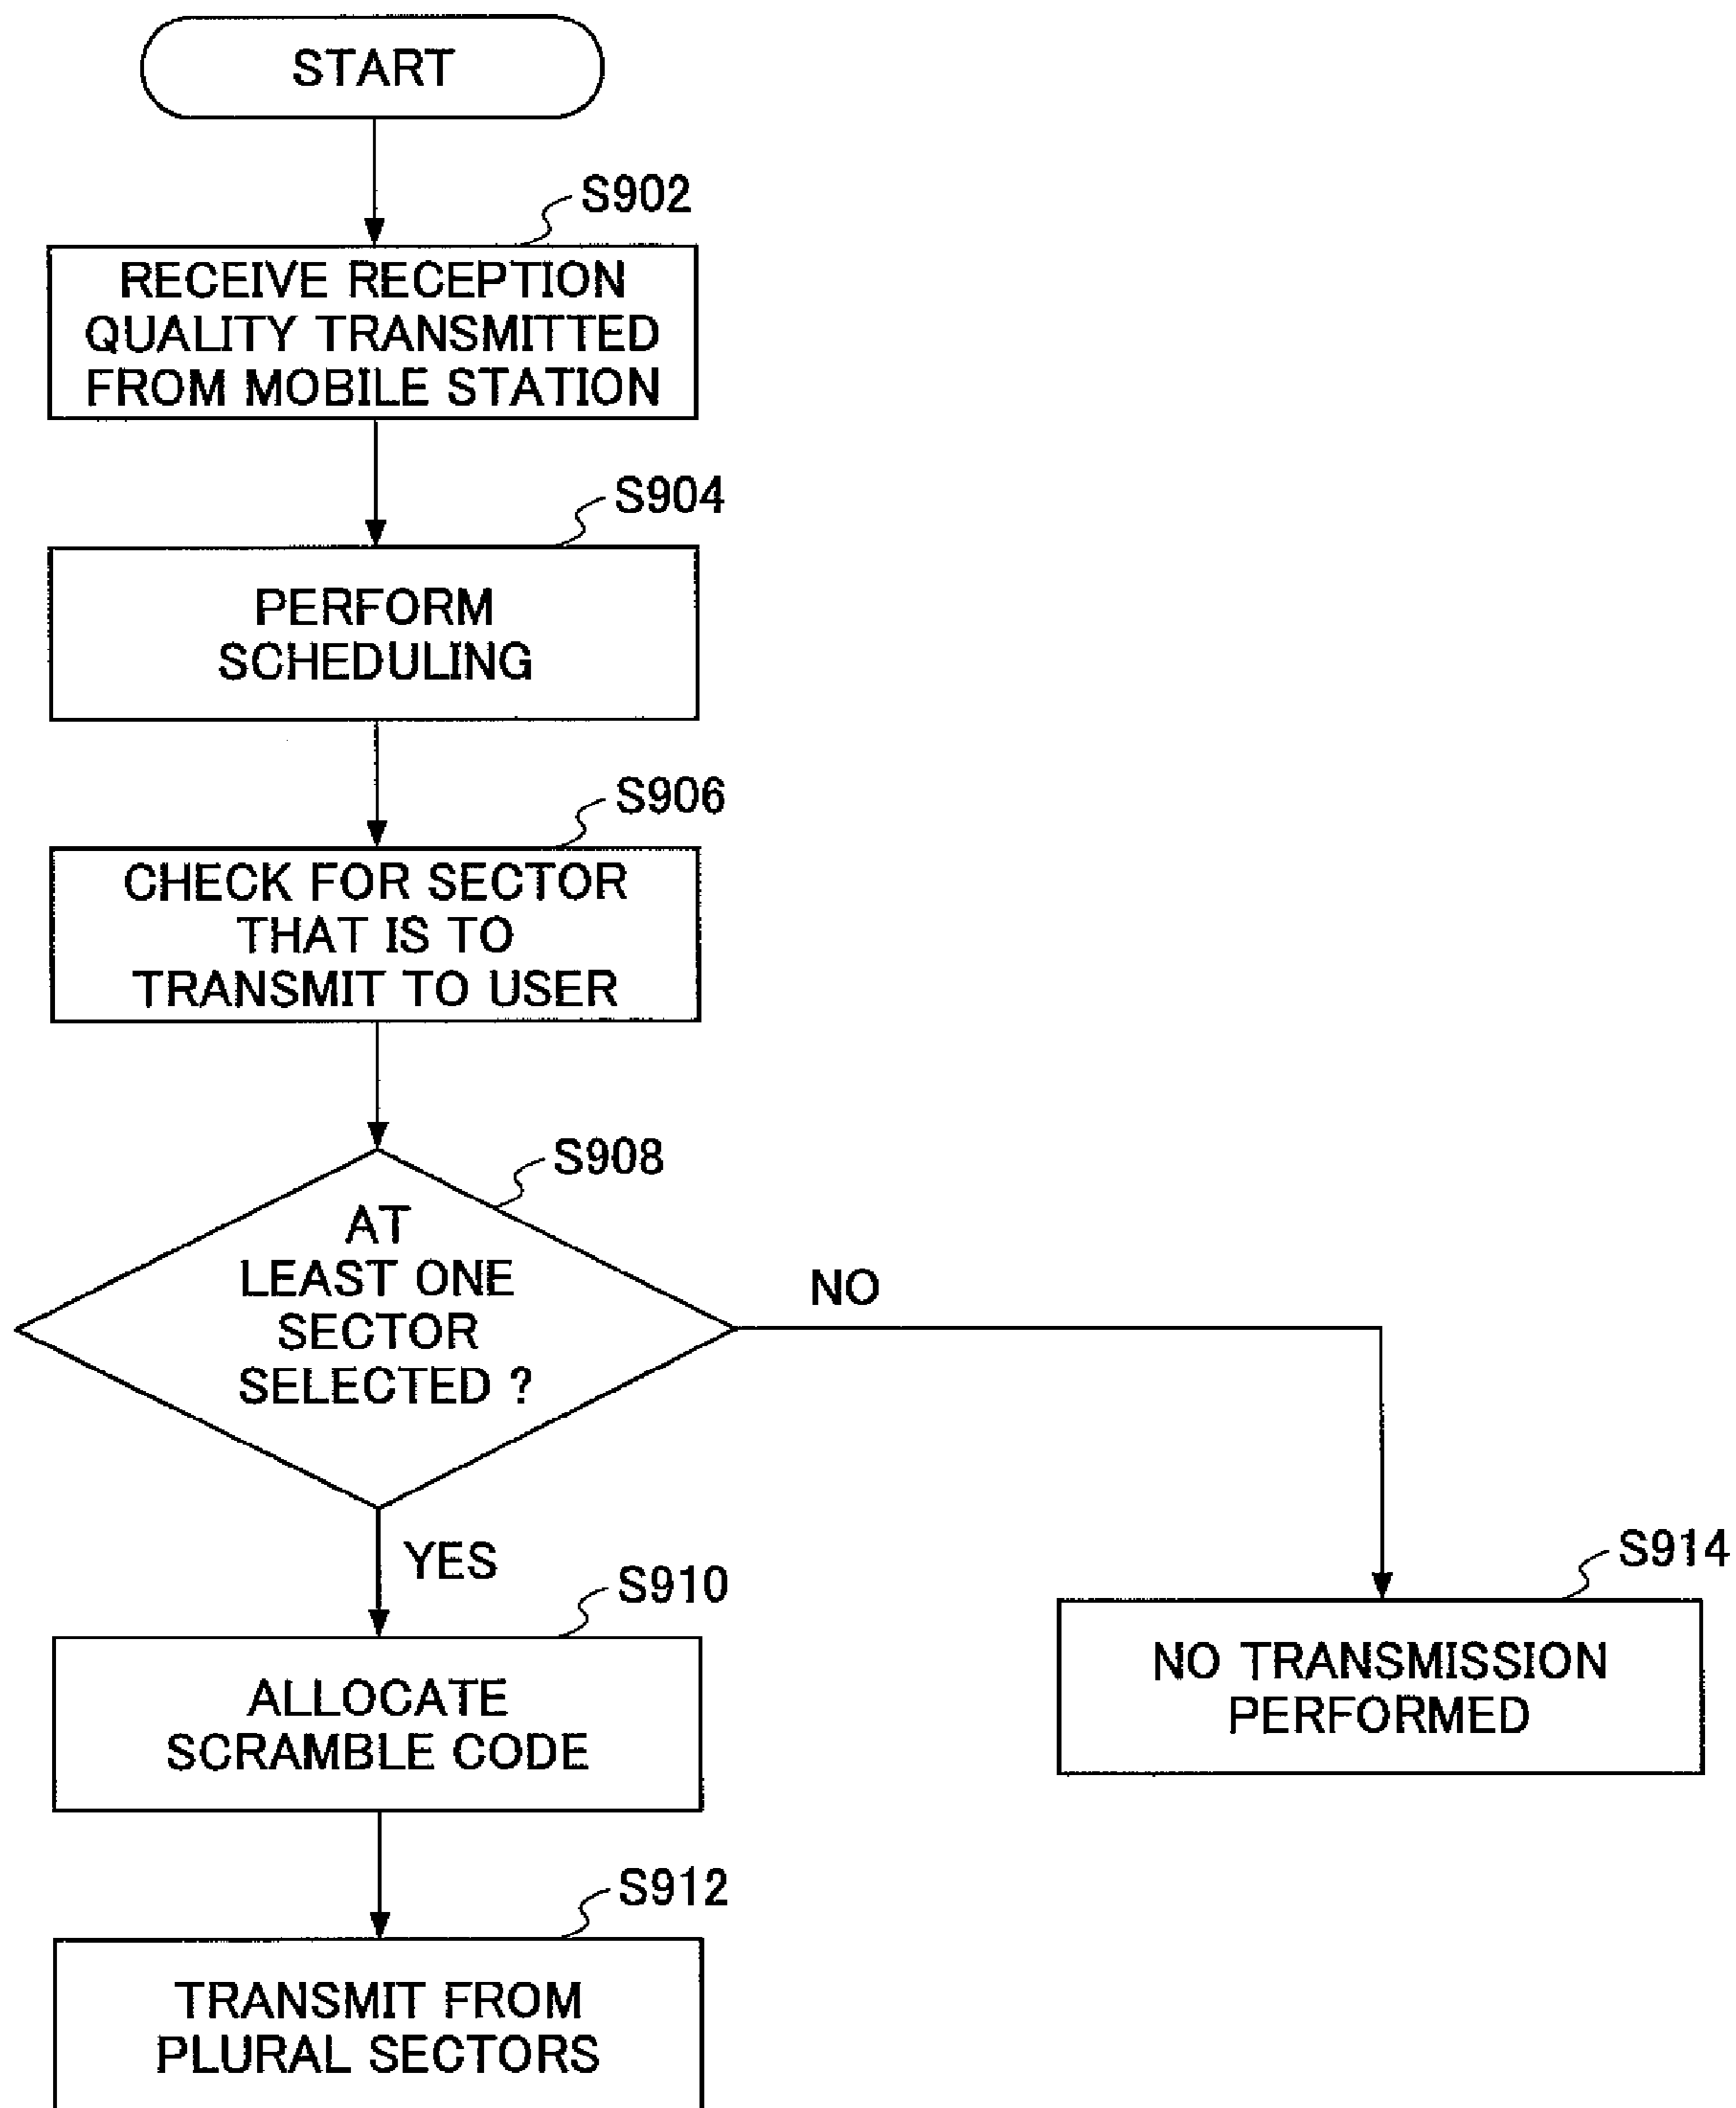 START
S902
RECEIVE RECEPTION
QUALITY TRANSMITTED
FROM MOBILE STATION
S904
PERFORM
SCHEDULING
S906
CHECK FOR SECTOR
THAT IS TO
TRANSMIT TO USER
S908
AT
LEAST ONE
SECTOR
SELECTED ?
NO
YES
S910
ALLOCATE
SCRAMBLE CODE
S914
NO TRANSMISSION
PERFORMED
S912
TRANSMIT FROM
PLURAL SECTORS